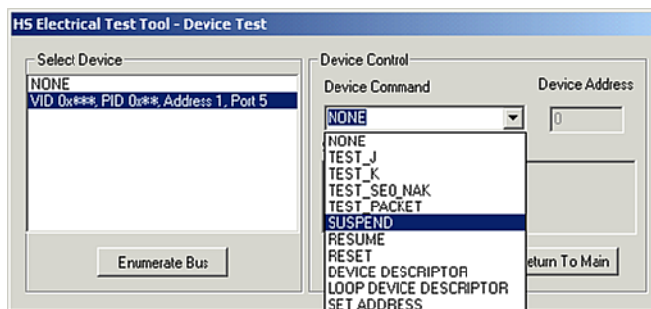 HS Electrical Test Tool - Device Test
Select Device
NONE
VID 0x***, PID 0x**, Address 1, Port 5
Enumerate Bus
Device Control
Device Command
Device Address
NONE
0
NONE
TEST_J
TEST_K
TEST_SE0_NAK
TEST_PACKET
SUSPEND
RESUME
RESET
DEVICE DESCRIPTOR
LOOP DEVICE DESCRIPTOR
SET ADDRESS
eturn To Main